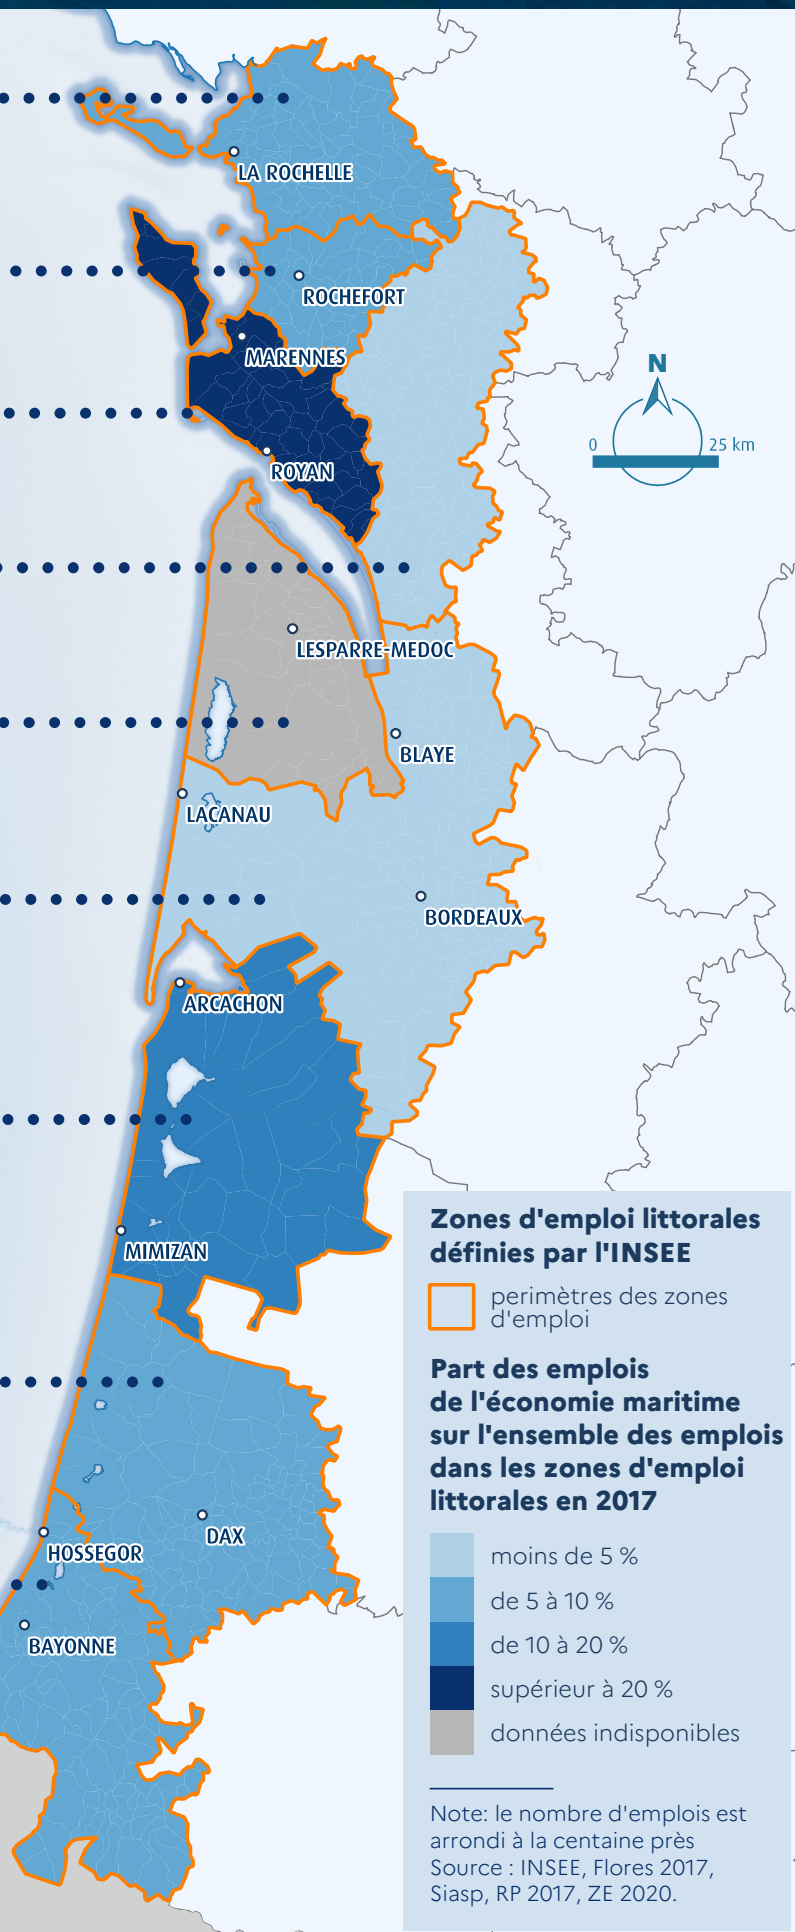 LA ROCHELLE
ROCHEFORT
MARENNES
N
0 25 km
ROYAN
LESPARRE-MEDOC
BLAYE
LACANAU
BORDEAUX
ARCACHON
MIMIZAN
DAX
HOSSEGOR
BAYONNE
Zones d'emploi littorales
définies par l'INSEE
perimètres des zones
d'emploi
Part des emplois
de l'économie maritime
sur l'ensemble des emplois
dans les zones d'emploi
littorales en 2017
moins de 5 %
de 5 à 10 %
de 10 à 20 %
supérieur à 20 %
données indisponibles
Note: le nombre d'emplois est
arrondi à la centaine près
Source : INSEE, Flores 2017,
Siasp, RP 2017, ZE 2020.